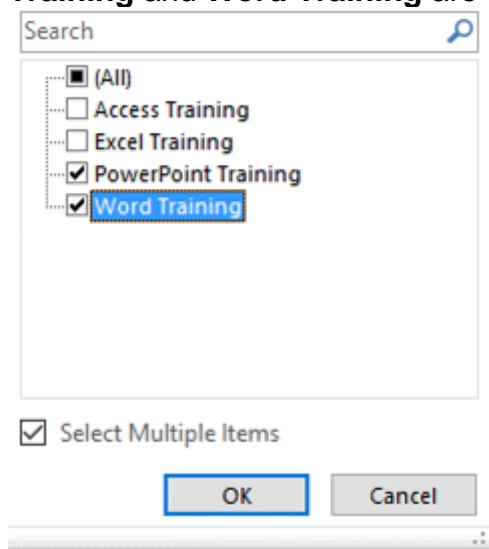 Training and Word Training are
Search
(All)
Access Training
Excel Training
PowerPoint Training
Word Training
Select Multiple Items
OK Cancel